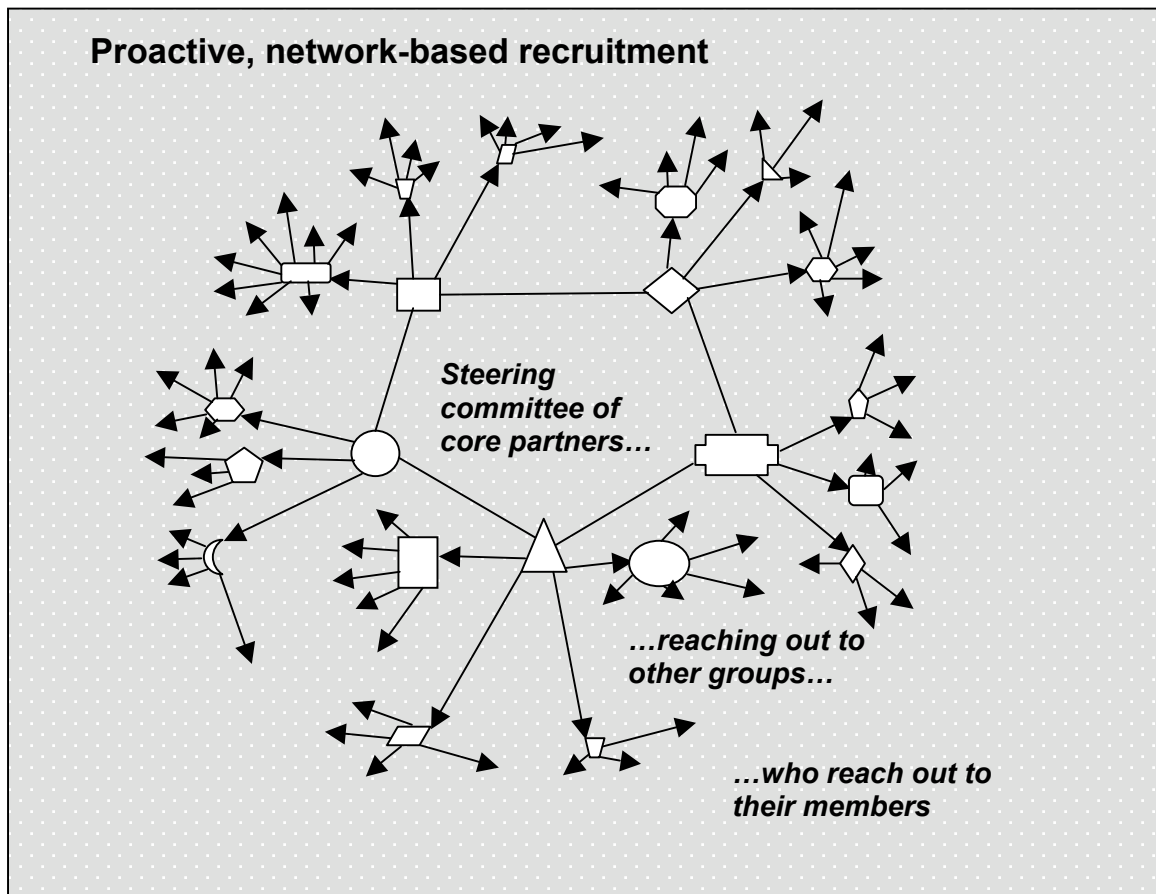 Proactive, network-based recruitment
Steering
committee of
core partners…
…reaching out to
other groups…
…who reach out to
their members